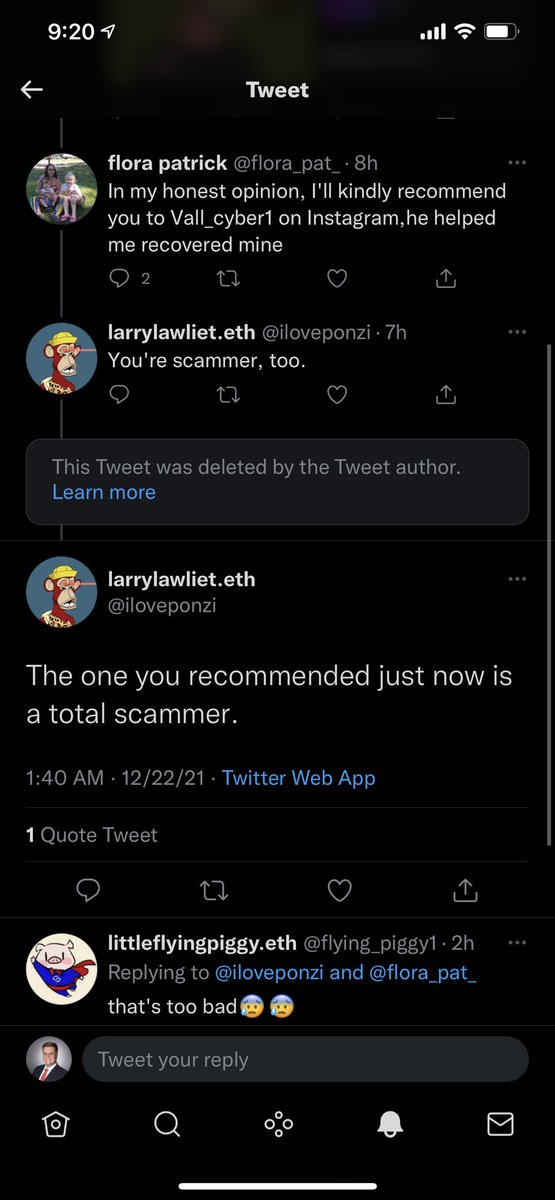 9:20
Tweet
flora patrick @flora_pat_ · 8h
In my honest opinion, I'll kindly recommend
you to Vall_cyber1 on Instagram,he helped
me recovered mine
2
larrylawliet.eth @iloveponzi · 7h
You're scammer, too.
This Tweet was deleted by the Tweet author.
Learn more
larrylawliet.eth
@iloveponzi
The one you recommended just now is
a total scammer.
1:40 AM · 12/22/21 · Twitter Web App
1 Quote Tweet
littleflyingpiggy.eth @flying_piggy1 · 2h
Replying to @iloveponzi and @flora_pat_
that's too bad😰 😰
Tweet your reply